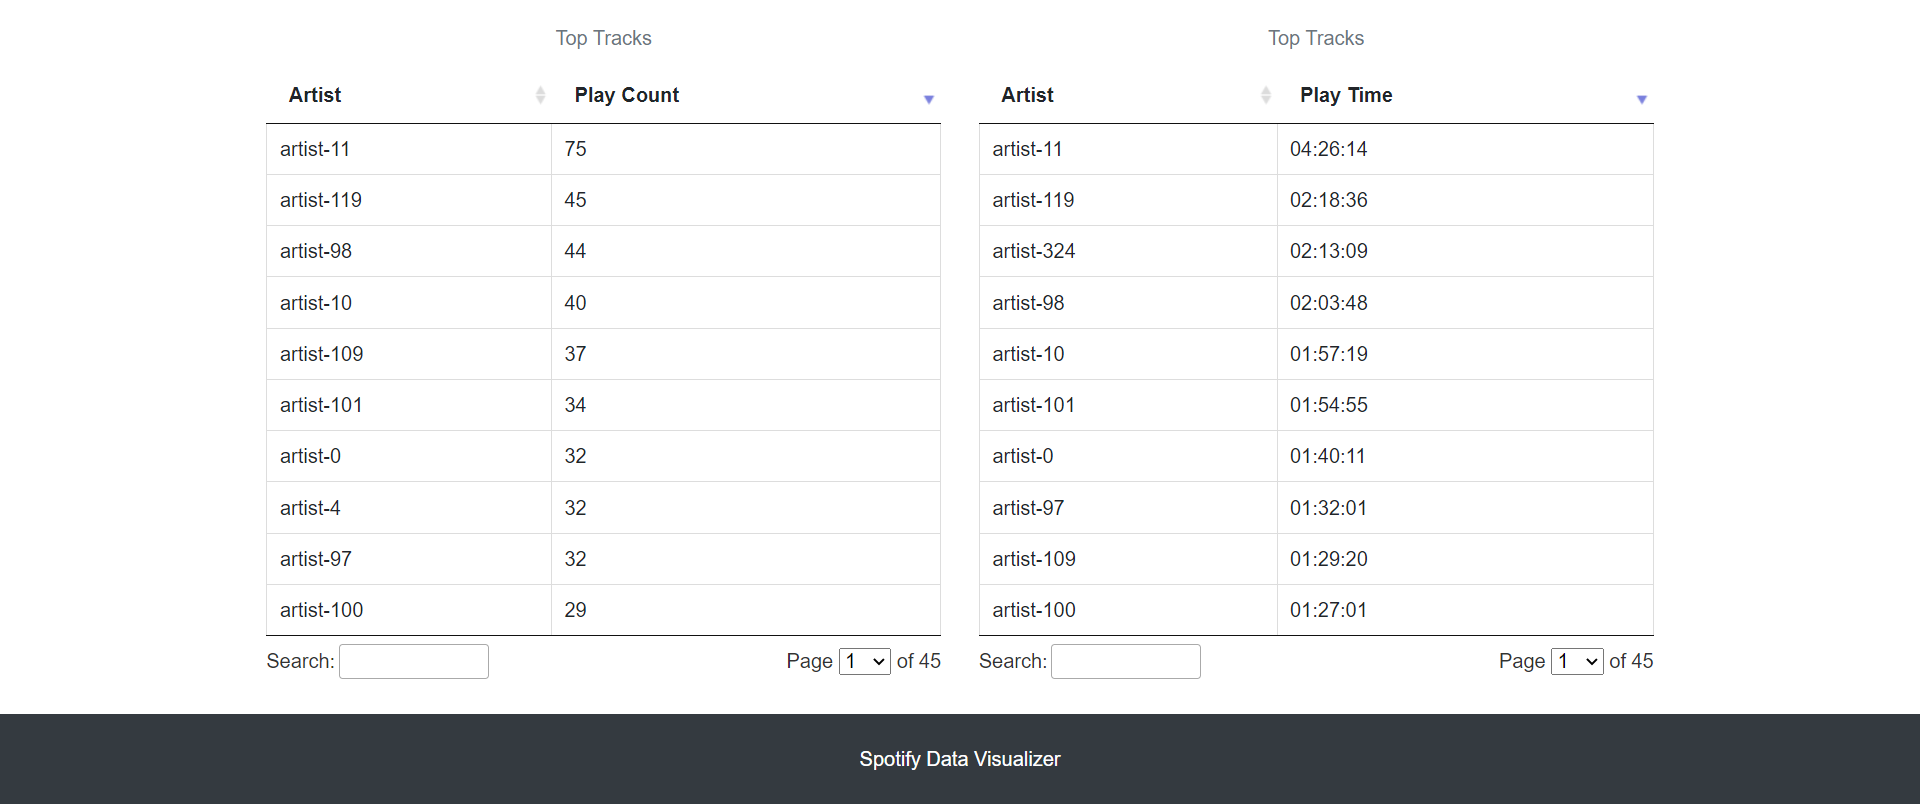 Top Tracks
Artist Play Count
artist-11 75
artist-119 45
artist-98 44
artist-10 40
artist-109 37
artist-101 34
artist-0 32
artist-4 32
artist-97 32
artist-100 29
Search: Page 1 of 45
Top Tracks
Artist Play Time
artist-11 04:26:14
artist-119 02:18:36
artist-324 02:13:09
artist-98 02:03:48
artist-10 01:57:19
artist-101 01:54:55
artist-0 01:40:11
artist-97 01:32:01
artist-109 01:29:20
artist-100 01:27:01
Search: Page 1 of 45
Spotify Data Visualizer